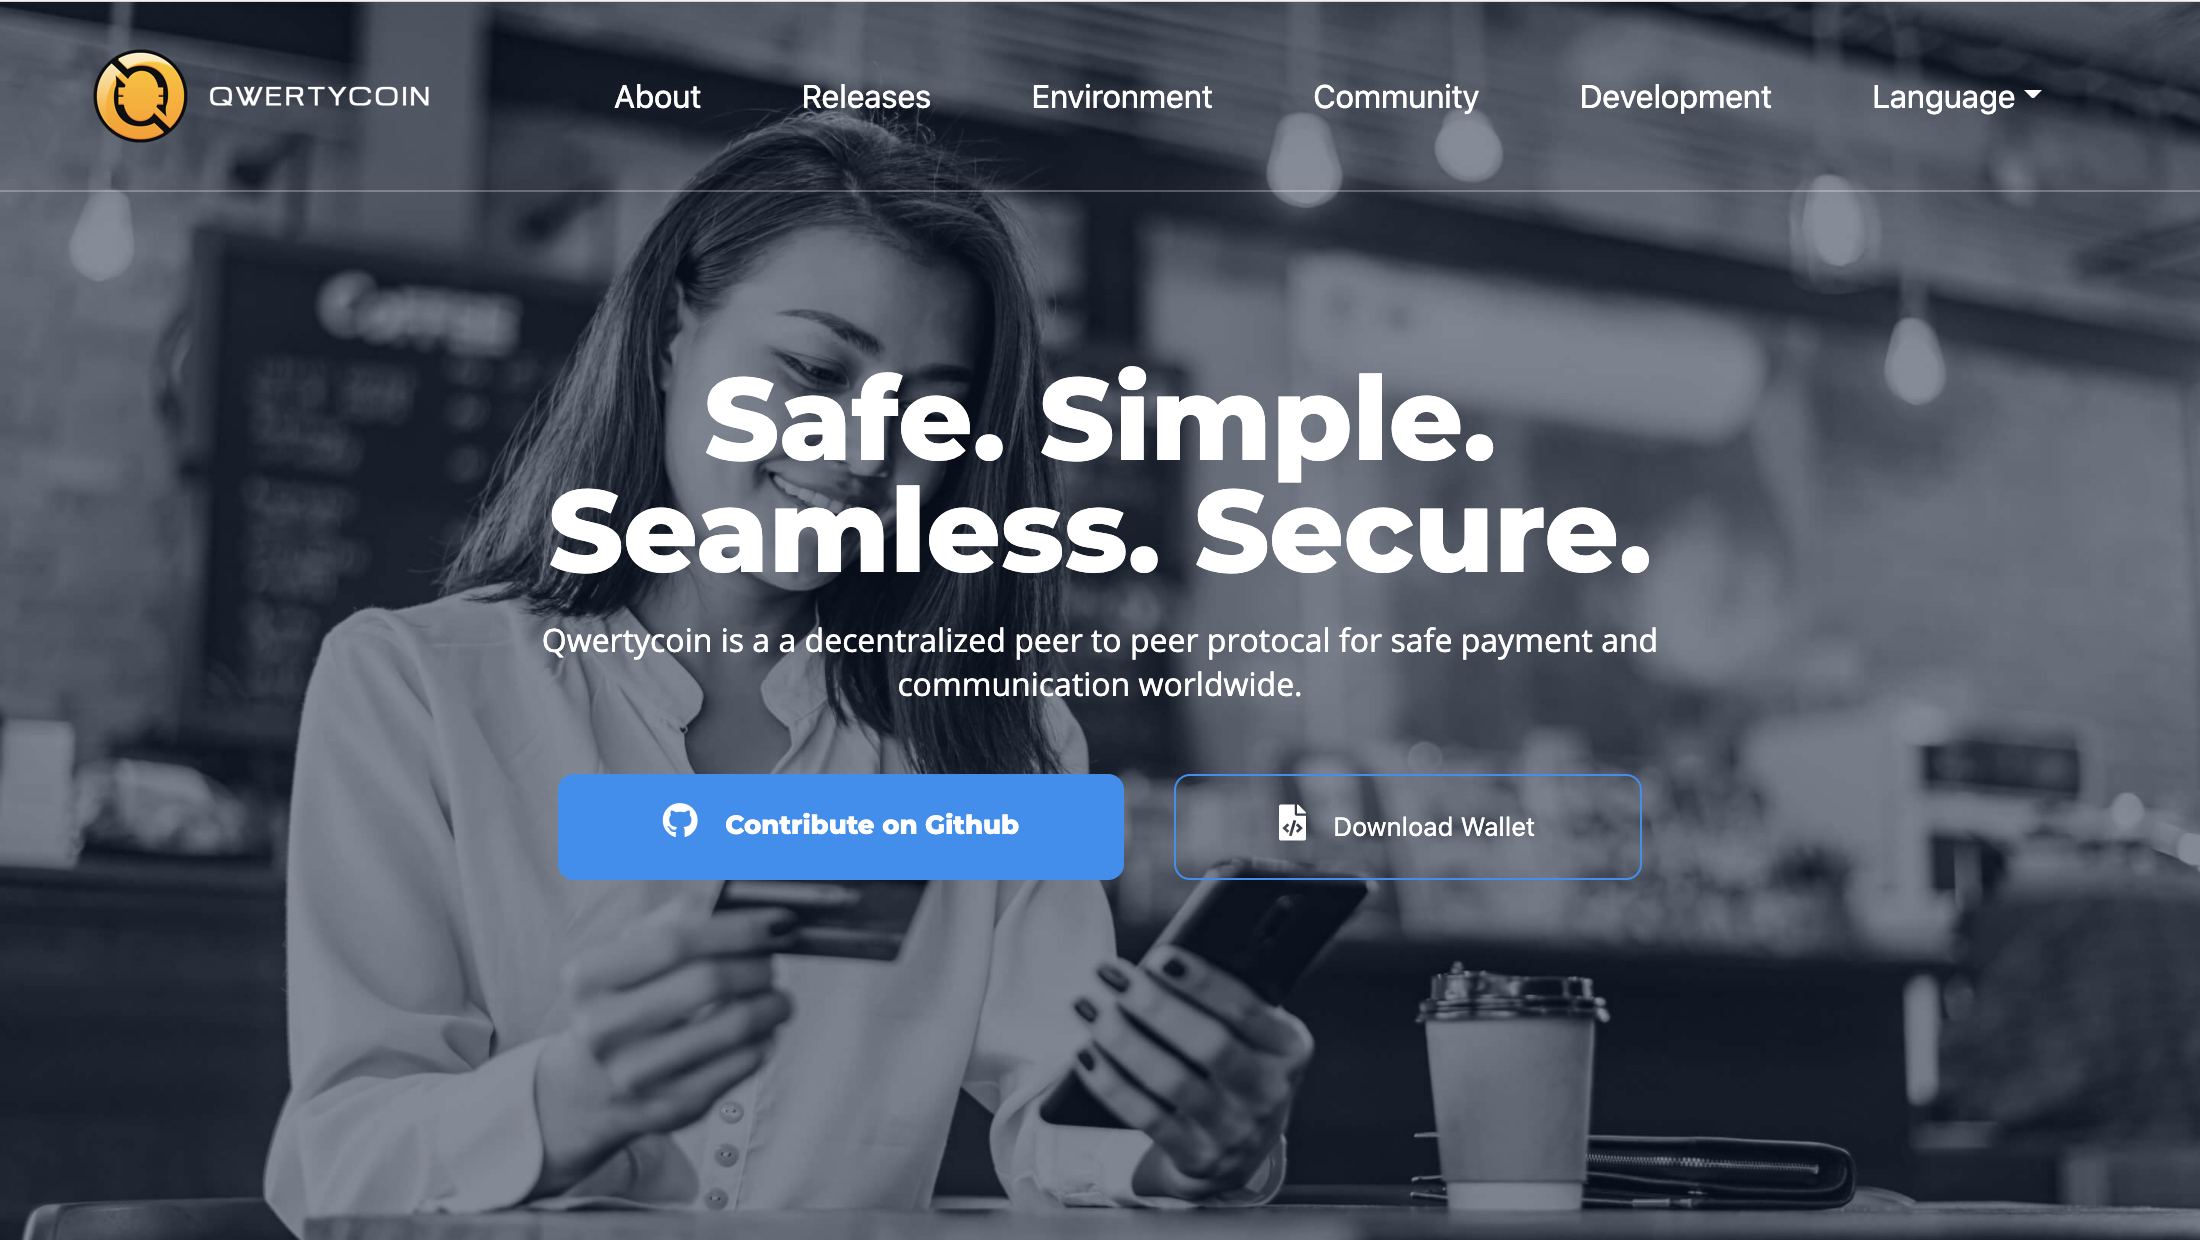 QWERTYCOIN
About
Releases
Environment
Community
Development
Language
Coffee
Safe. Simple.
Seamless. Secure.
Qwertycoin is a a decentralized peer to peer protocal for safe payment and
communication worldwide.
Contribute on Github
Download Wallet